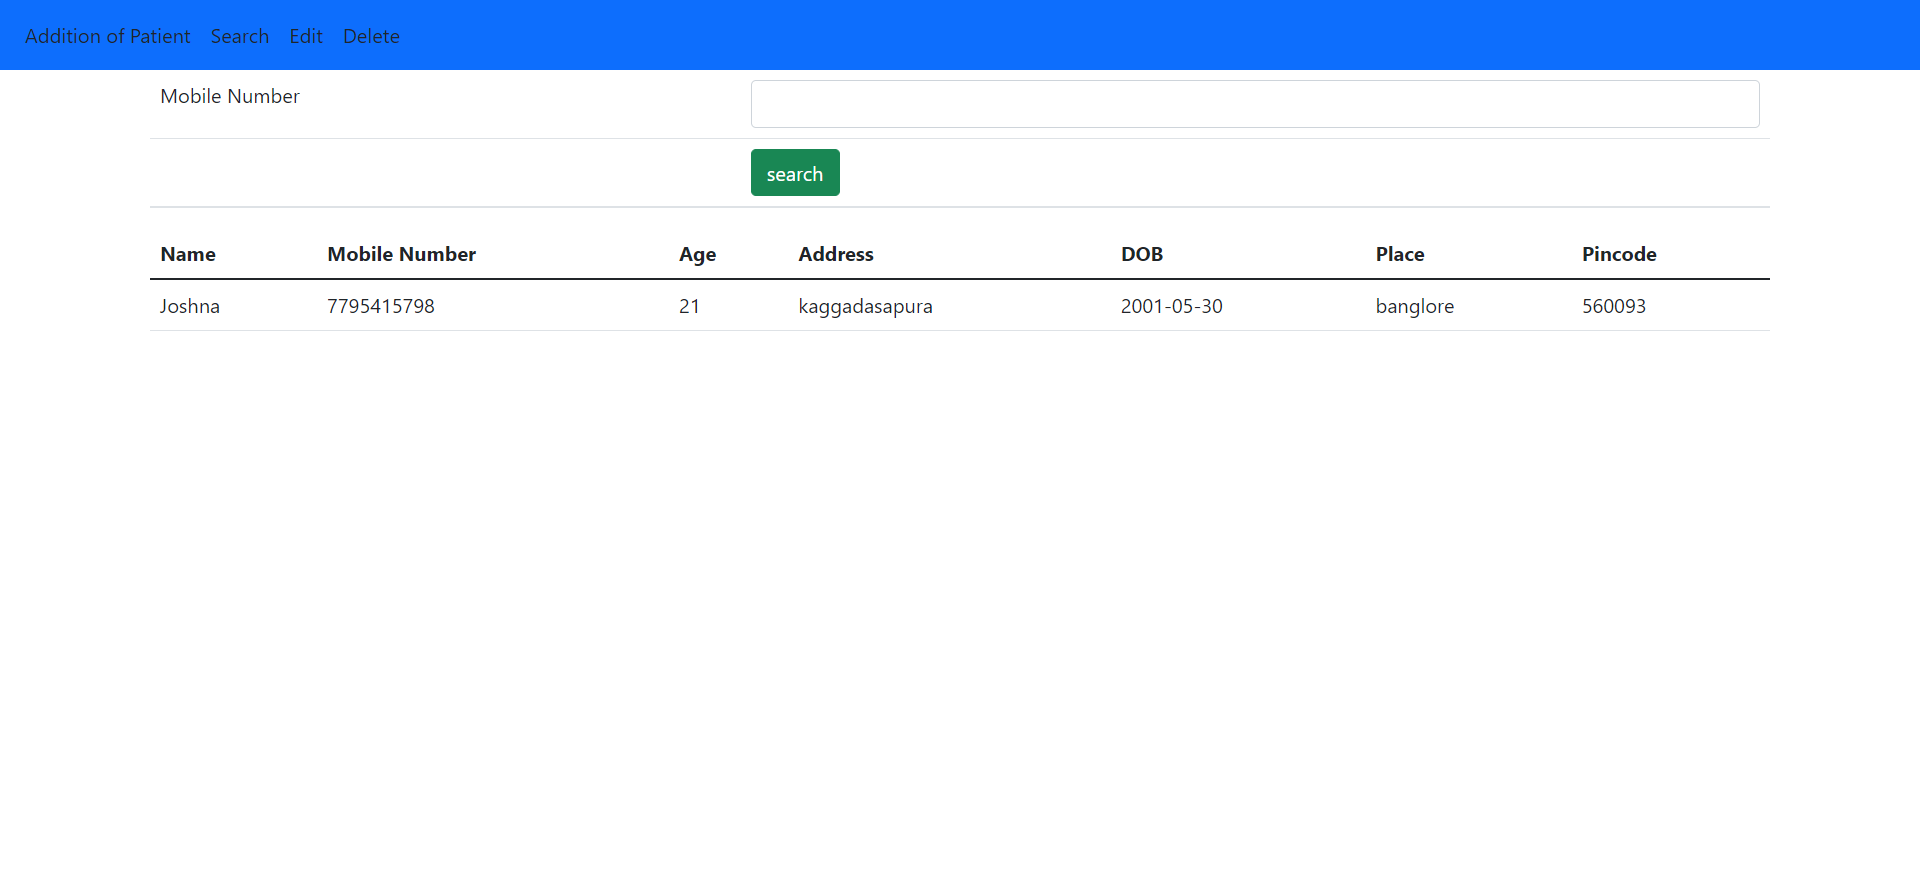 Addition of Patient Search Edit Delete
Mobile Number
search
Name Mobile Number Age Address DOB Place Pincode
Joshna 7795415798 21 kaggadasapura 2001-05-30 banglore 560093